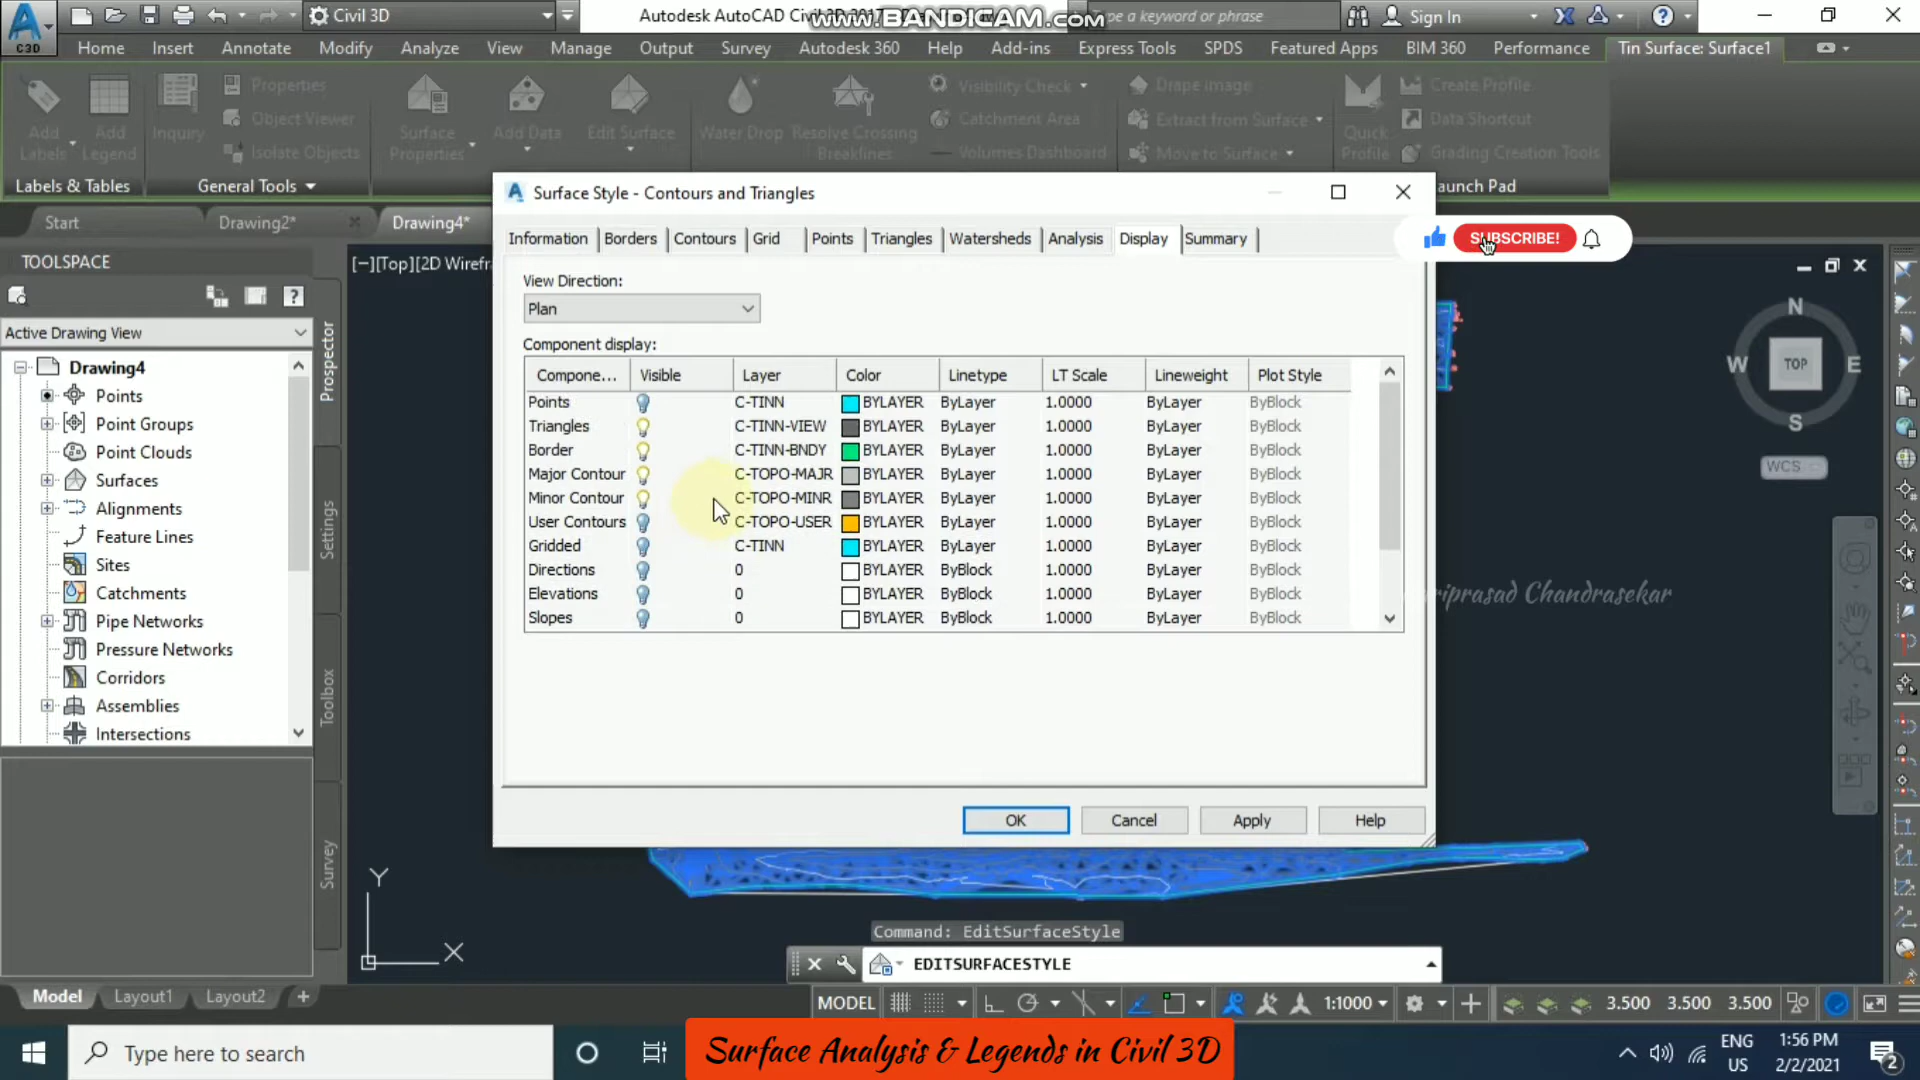 Civil 3D
Autodesk AutoCAD Civil 3D
www.BANDICAM.com
Type a keyword or phrase
Sign In
C3D
Home Insert Annotate Modify Analyze View Manage Output Survey Autodesk 360 Help Add-ins Express Tools SPDS Featured Apps BIM 360 Performance Tin Surface: Surface1
Add Labels
Add Legend
Inquiry
Properties
Object Viewer
Isolate Objects
Surface Properties
Add Data
Edit Surface
Water Drop
Resolve Crossing Breaklines
Visibility Check
Catchment Area
Volumes Dashboard
Drape Image
Extract from Surface
Move to Surface
Quick Profile
Create Profile
Data Shortcut
Grading Creation Tools
Labels & Tables
General Tools
aunch Pad
Start Drawing2* Drawing4*
[−][Top][2D Wirefr
TOOLSPACE
Active Drawing View
Drawing4
Points
Point Groups
Point Clouds
Surfaces
Alignments
Feature Lines
Sites
Catchments
Pipe Networks
Pressure Networks
Corridors
Assemblies
Intersections
Prospector
Settings
Toolbox
Survey
Surface Style - Contours and Triangles
Information Borders Contours Grid Points Triangles Watersheds Analysis Display Summary
View Direction:
Plan
Component display:
Compone... Visible Layer Color Linetype LT Scale Lineweight Plot Style
Points C-TINN BYLAYER ByLayer 1.0000 ByLayer ByBlock
Triangles C-TINN-VIEW BYLAYER ByLayer 1.0000 ByLayer ByBlock
Border C-TINN-BNDY BYLAYER ByLayer 1.0000 ByLayer ByBlock
Major Contour C-TOPO-MAJR BYLAYER ByLayer 1.0000 ByLayer ByBlock
Minor Contour C-TOPO-MINR BYLAYER ByLayer 1.0000 ByLayer ByBlock
User Contours C-TOPO-USER BYLAYER ByLayer 1.0000 ByLayer ByBlock
Gridded C-TINN BYLAYER ByLayer 1.0000 ByLayer ByBlock
Directions 0 BYLAYER ByBlock 1.0000 ByLayer ByBlock
Elevations 0 BYLAYER ByBlock 1.0000 ByLayer ByBlock
Slopes 0 BYLAYER ByBlock 1.0000 ByLayer ByBlock
OK Cancel Apply Help
SUBSCRIBE!
N
W TOP E
S
WCS
riprasad Chandrasekar
Y
X
Command: EditSurfaceStyle
EDITSURFACESTYLE
Model Layout1 Layout2 +
MODEL 1:1000 3.500 3.500 3.500
Type here to search
Surface Analysis & Legends in Civil 3D
ENG
US
1:56 PM
2/2/2021
2